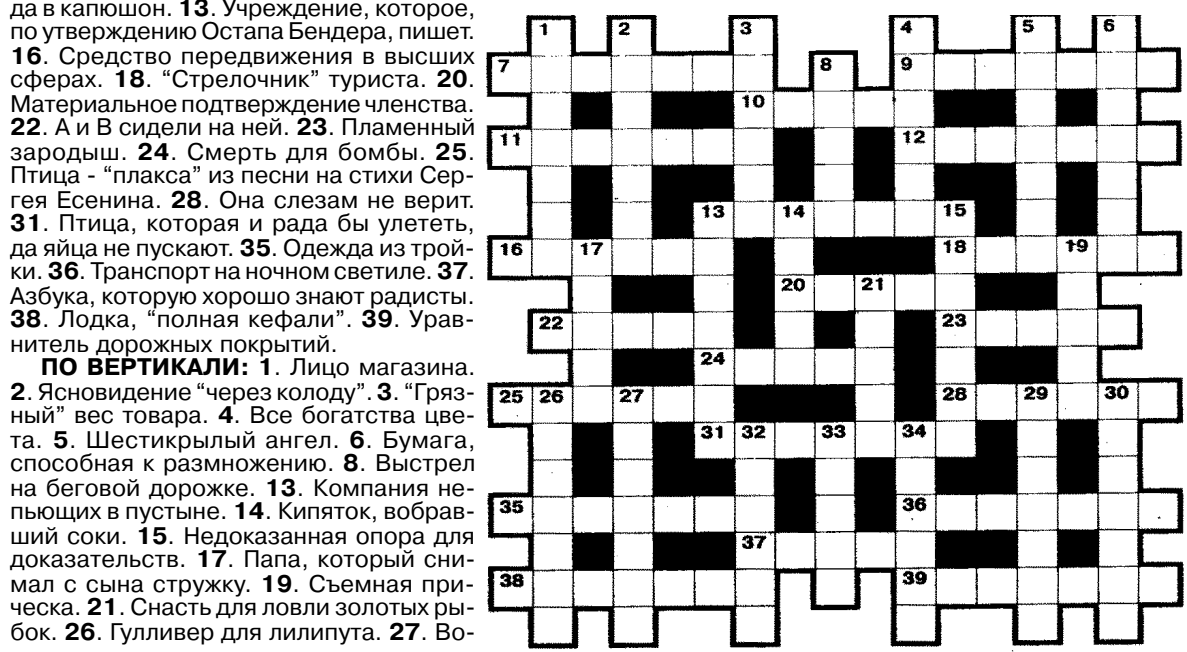 да в капюшон. 13. Учреждение, которое,
по утверждению Остапа Бендера, пишет.
16. Средство передвижения в высших
сферах. 18. "Стрелочник" туриста. 20.
Материальное подтверждение членства.
22. А и В сидели на ней. 23. Пламенный
зародыш. 24. Смерть для бомбы. 25.
Птица - "плакса" из песни на стихи Сер-
гея Есенина. 28. Она слезам не верит.
31. Птица, которая и рада бы улететь,
да яйца не пускают. 35. Одежда из трой-
ки. 36. Транспорт на ночном светиле. 37.
Азбука, которую хорошо знают радисты.
38. Лодка, "полная кефали". 39. Урав-
нитель дорожных покрытий.
ПО ВЕРТИКАЛИ: 1. Лицо магазина.
2. Ясновидение "через колоду". 3. "Гряз-
ный" вес товара. 4. Все богатства цве-
та. 5. Шестикрылый ангел. 6. Бумага,
способная к размножению. 8. Выстрел
на беговой дорожке. 13. Компания не-
пьющих в пустыне. 14. Кипяток, вобрав-
ший соки. 15. Недоказанная опора для
доказательств. 17. Папа, который сни-
мал с сына стружку. 19. Съемная при-
ческа. 21. Снасть для ловли золотых ры-
бок. 26. Гулливер для лилипута. 27. Во-
1 2 3 4 5 6
7 8 9
10
11 12
13 14 15
16 17 18 19
20 21
22 23
24
25 26 27 28 29 30
31 32 33 34
35 36
37
38 39